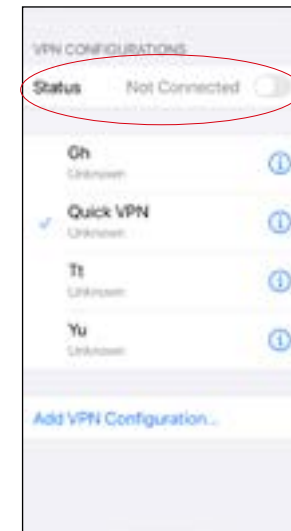 VPN CONFIGURATIONS
Status Not Connected
Gh
Unknown
Quick VPN
Unknown
Tt
Unknown
Yu
Unknown
Add VPN Configuration...